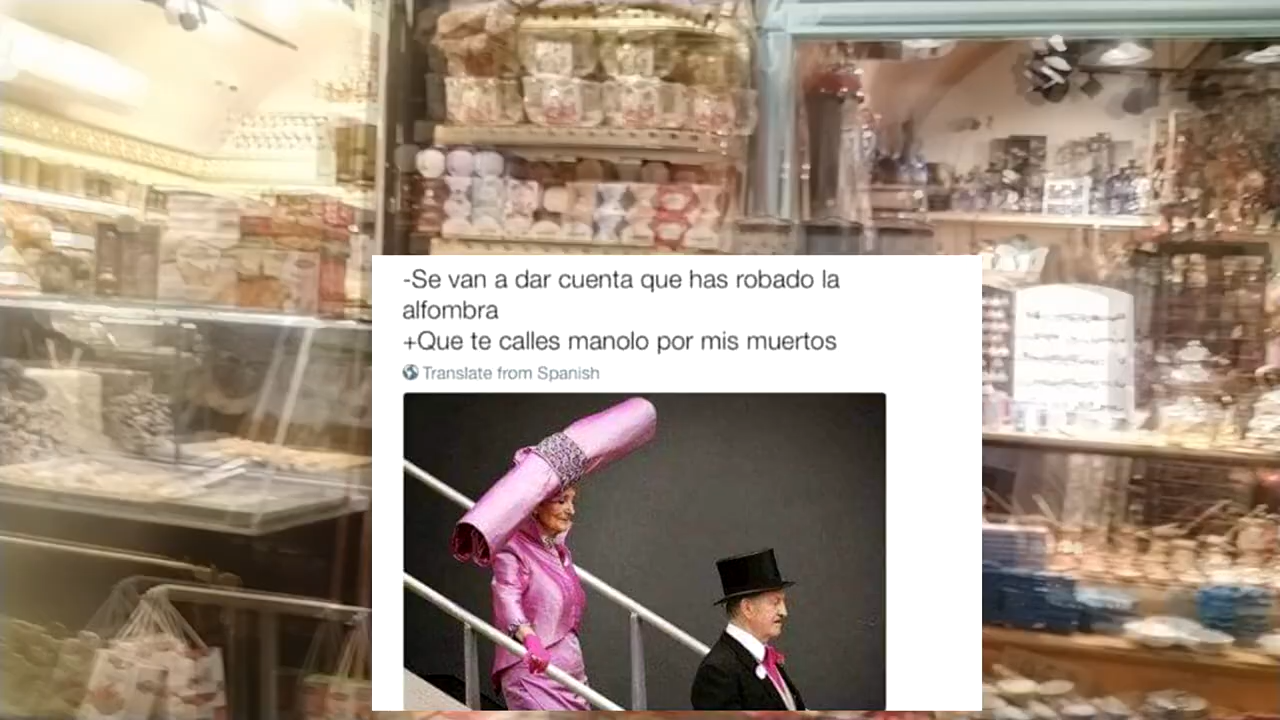 -Se van a dar cuenta que has robado la
alfombra
+Que te calles manolo por mis muertos
Translate from Spanish